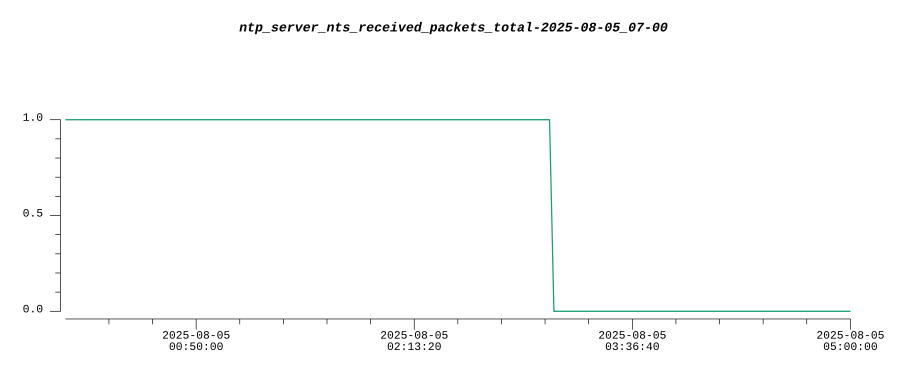 ntp_server_nts_received_packets_total-2025-08-05_07-00
1.0
0.5
0.0
2025-08-05 2025-08-05 2025-08-05 2025-08-05
00:50:00 02:13:20 03:36:40 05:00:00